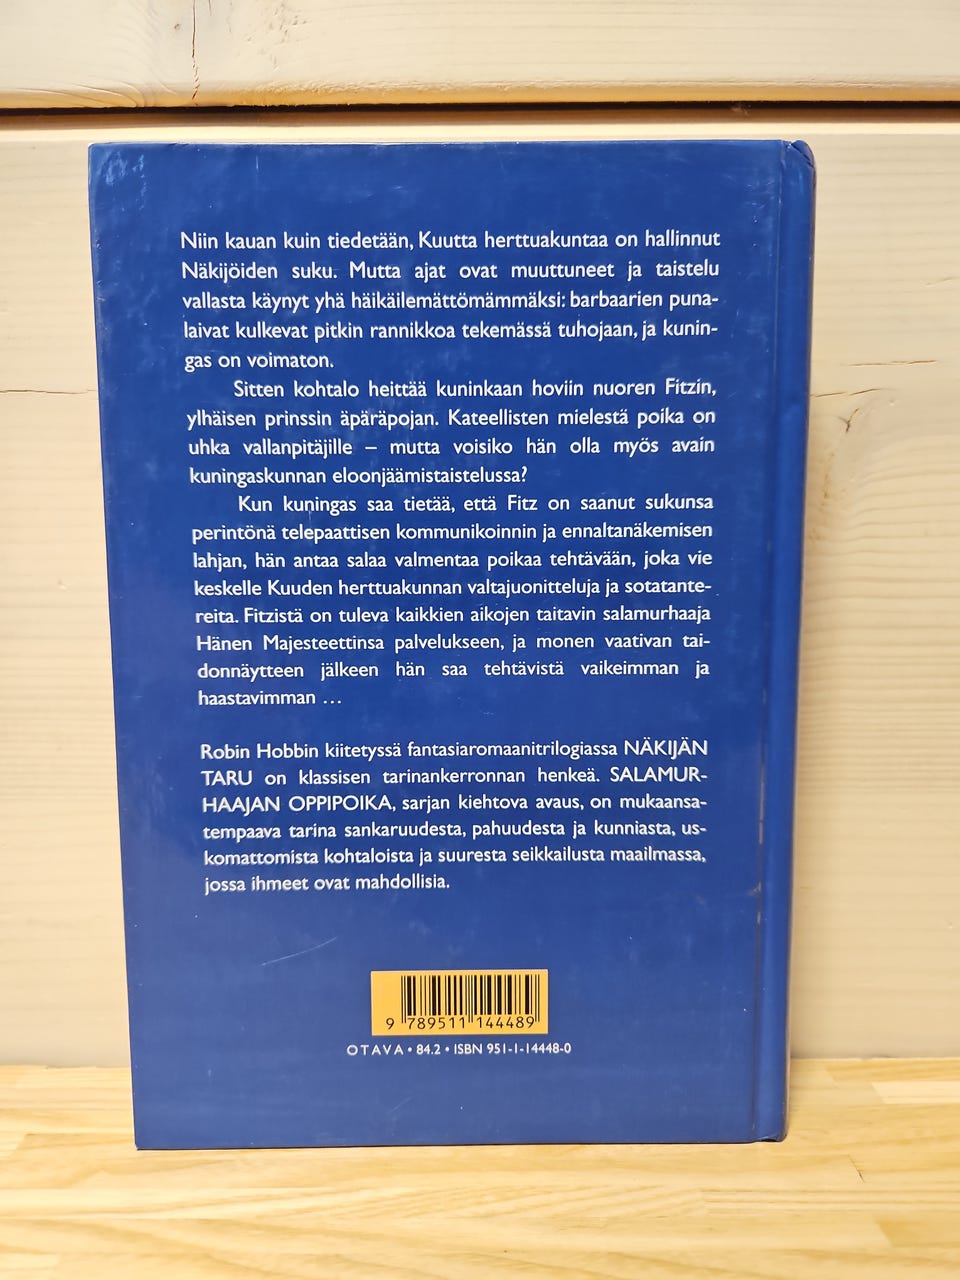 Niin kauan kuin tiedetään, Kuutta herttuakuntaa on hallinnut
Näkijöiden suku. Mutta ajat ovat muuttuneet ja taistelu
vallasta käynyt yhä häikäilemättömämmäksi: barbaarien puna-
laivat kulkevat pitkin rannikkoa tekemässä tuhojaan, ja kunin-
gas on voimaton.
Sitten kohtalo heittää kuninkaan hoviin nuoren Fitzin,
ylhäisen prinssin äpäräpojan. Kateellisten mielestä poika on
uhka vallanpitäjille – mutta voisiko hän olla myös avain
kuningaskunnan eloonjäämistaistelussa?
Kun kuningas saa tietää, että Fitz on saanut sukunsa
perintönä telepaattisen kommunikoinnin ja ennaltanäkemisen
lahjan, hän antaa salaa valmentaa poikaa tehtävään, joka vie
keskelle Kuuden herttuakunnan valtajuonitteluja ja sotatante-
reita. Fitzistä on tuleva kaikkien aikojen taitavin salamurhaaja
Hänen Majesteettinsa palvelukseen, ja monen vaativan tai-
donnäytteen jälkeen hän saa tehtävistä vaikeimman ja
haastavimman ...
Robin Hobbin kiitetyssä fantasiaromaanitrilogiassa NÄKIJÄN
TARU on klassisen tarinankerronnan henkeä. SALAMUR-
HAAJAN OPPIPOIKA, sarjan kiehtova avaus, on mukaansa-
tempaava tarina sankaruudesta, pahuudesta ja kunniasta, us-
komattomista kohtaloista ja suuresta seikkailusta maailmassa,
jossa ihmeet ovat mahdollisia.
9 789511 144489
OTAVA • 84.2 • ISBN 951-1-14448-0